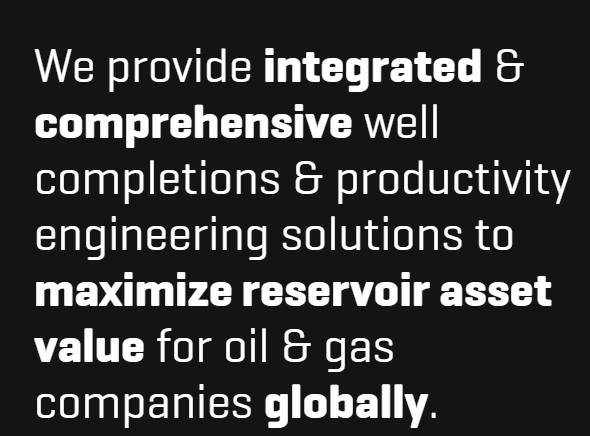 We provide integrated &
comprehensive well
completions & productivity
engineering solutions to
maximize reservoir asset
value for oil & gas
companies globally.